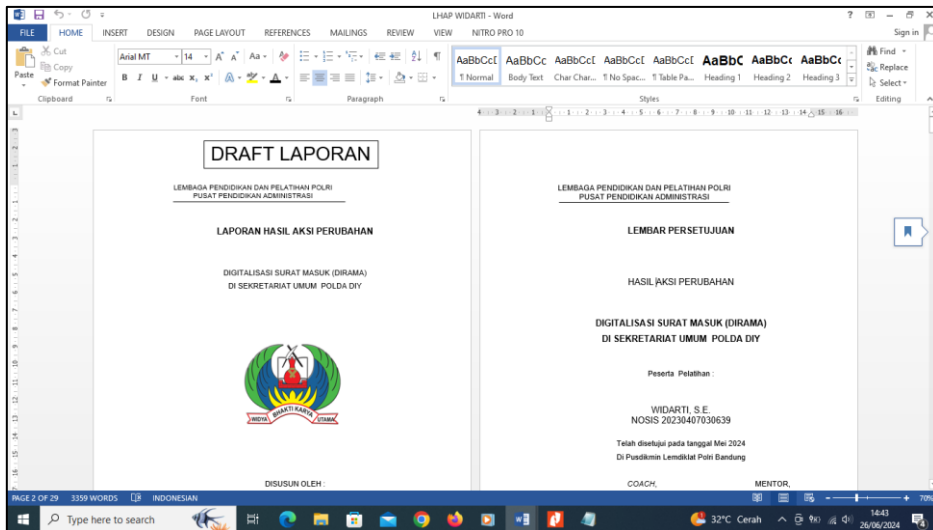 LHAP WIDARTI - Word
FILE HOME INSERT DESIGN PAGE LAYOUT REFERENCES MAILINGS REVIEW VIEW NITRO PRO 10 Sign in
Cut
Copy
Format Painter
Paste
Clipboard
Arial MT 14
Font
Paragraph
AaBbCcI AaBbCc AaBbCcI AaBbCcI AaBbCcI AaBbC AaBbCc AaBbCc
¶ Normal Body Text Char Char... ¶ No Spac... ¶ Table Pa... Heading 1 Heading 2 Heading 3
Styles
Find
Replace
Select
Editing
DRAFT LAPORAN
LEMBAGA PENDIDIKAN DAN PELATIHAN POLRI
PUSAT PENDIDIKAN ADMINISTRASI
LAPORAN HASIL AKSI PERUBAHAN
DIGITALISASI SURAT MASUK (DIRAMA)
DI SEKRETARIAT UMUM POLDA DIY
WIDYA BHAKTI KARYA UTAMA
DISUSUN OLEH :
LEMBAGA PENDIDIKAN DAN PELATIHAN POLRI
PUSAT PENDIDIKAN ADMINISTRASI
LEMBAR PERSETUJUAN
HASIL AKSI PERUBAHAN
DIGITALISASI SURAT MASUK (DIRAMA)
DI SEKRETARIAT UMUM POLDA DIY
Peserta Pelatihan :
WIDARTI, S.E.
NOSIS 20230407030639
Telah disetujui pada tanggal Mei 2024
Di Pusdikmin Lemdiklat Polri Bandung
COACH, MENTOR,
PAGE 2 OF 29 3359 WORDS INDONESIAN 70%
Type here to search
32°C Cerah
14:43
26/06/2024